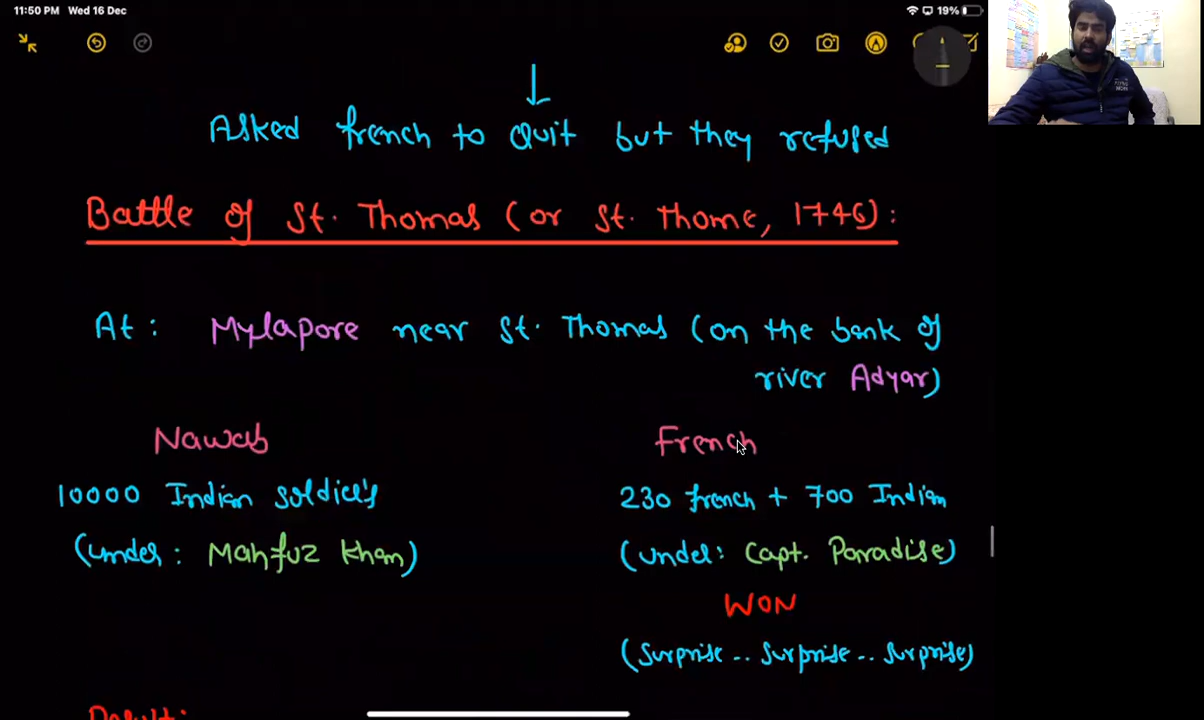 11:50 PM Wed 16 Dec
19%
Asked french to Quit but they refused
Battle of St. Thomas (or St. Thome, 1746):
At: Mylapore near St. Thomas (on the bank of
river Adyar)
Nawab
French
10000 Indian soldier's
230 french + 700 Indian
(under: Mahfuz khan)
(under: Capt. Paradise)
WON
(Surprise .. Surprise .. Surprise)
Result: